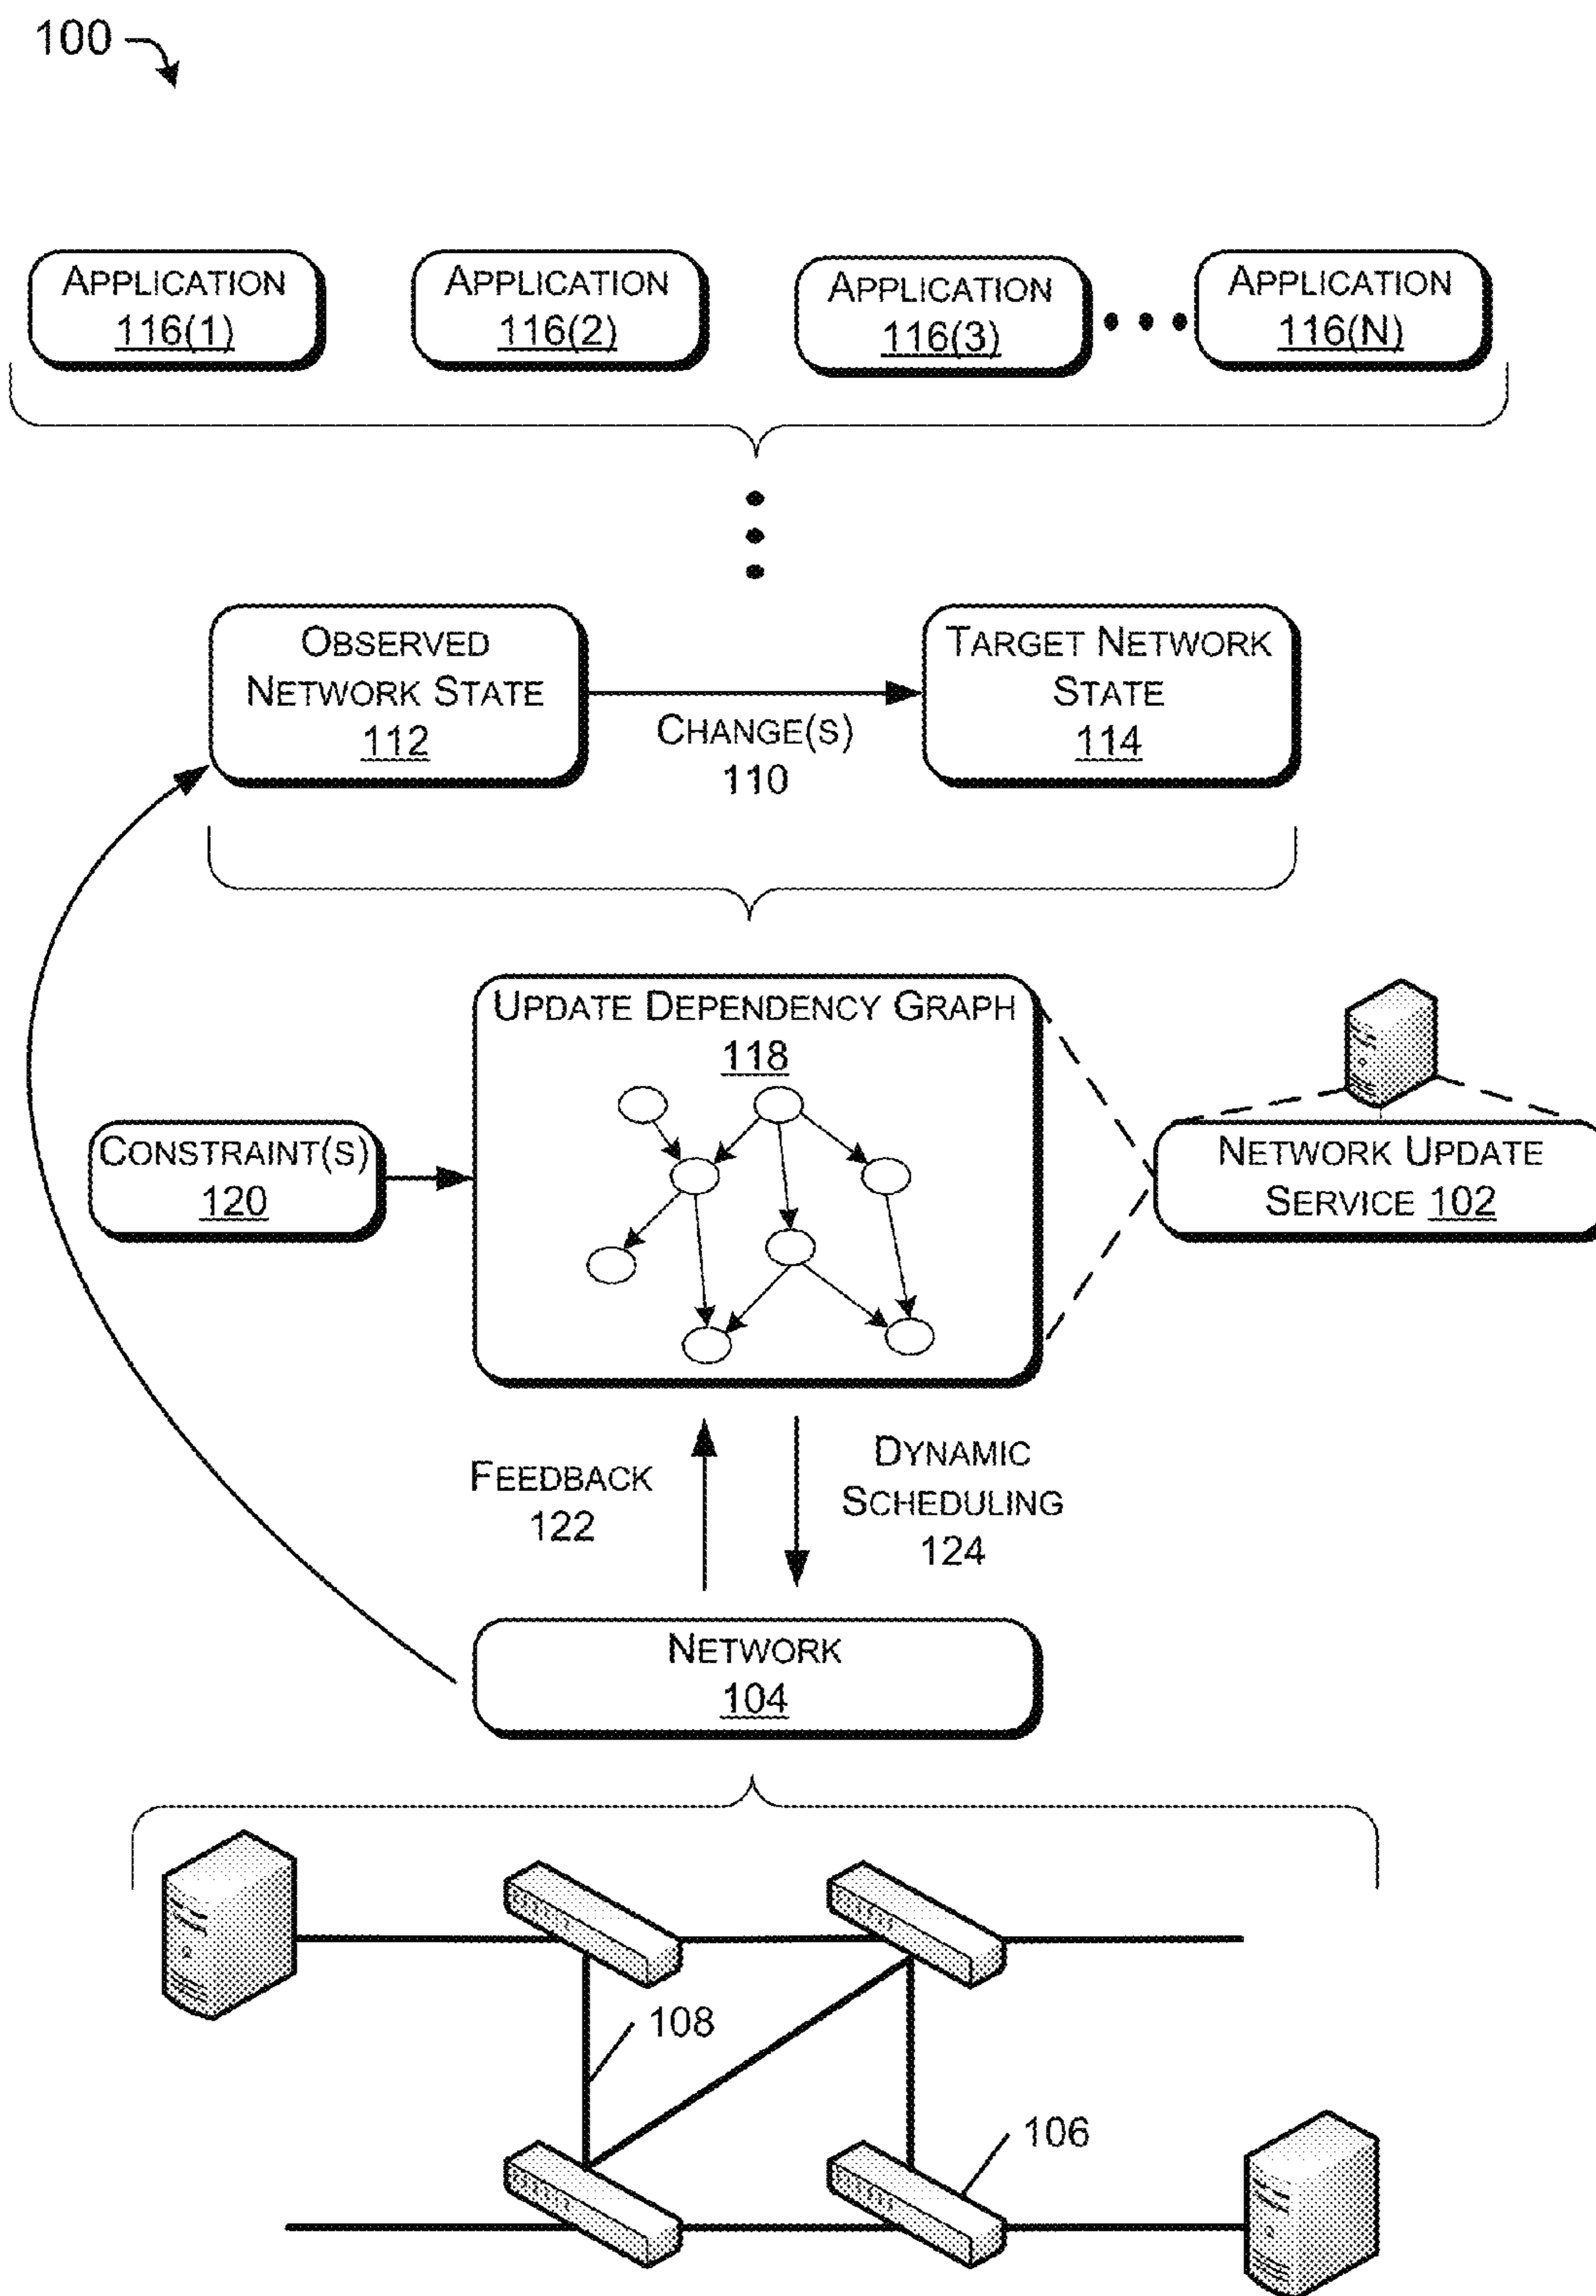 100
APPLICATION
116(1)
APPLICATION
116(2)
APPLICATION
116(3)
APPLICATION
116(N)
OBSERVED
NETWORK STATE
112
CHANGE(S)
110
TARGET NETWORK
STATE
114
UPDATE DEPENDENCY GRAPH
118
CONSTRAINT(S)
120
NETWORK UPDATE
SERVICE 102
FEEDBACK
122
DYNAMIC
SCHEDULING
124
NETWORK
104
108
106